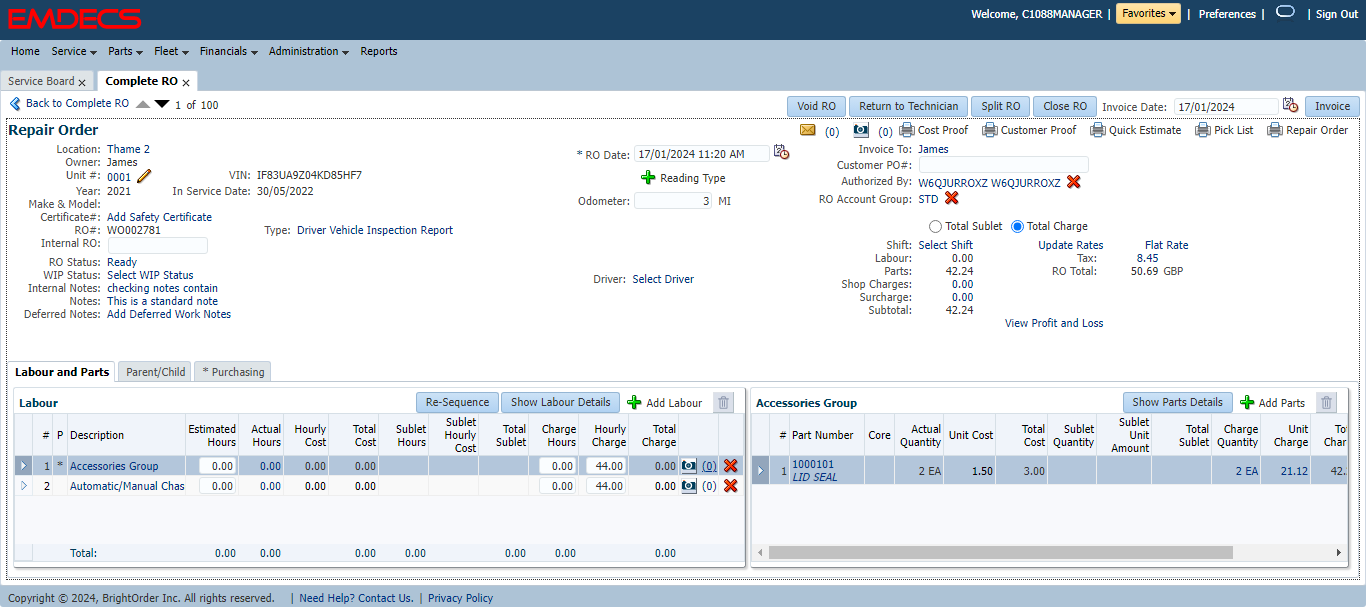 EMDECS
Welcome, C1088MANAGER | Favorites | Preferences | | Sign Out
Home Service Parts Fleet Financials Administration Reports
Service Board x Complete RO x
Back to Complete RO 1 of 100
Void RO Return to Technician Split RO Close RO Invoice Date: 17/01/2024 Invoice
Repair Order
(0) (0) Cost Proof Customer Proof Quick Estimate Pick List Repair Order
Location: Thame 2
Owner: James
Unit #: 0001 VIN: IF83UA9Z04KD85HF7
Year: 2021 In Service Date: 30/05/2022
Make & Model:
Certificate#: Add Safety Certificate
RO#: WO002781 Type: Driver Vehicle Inspection Report
Internal RO:
RO Status: Ready
WIP Status: Select WIP Status
Internal Notes: checking notes contain
Notes: This is a standard note
Deferred Notes: Add Deferred Work Notes
* RO Date: 17/01/2024 11:20 AM
Reading Type
Odometer: 3 MI
Driver: Select Driver
Invoice To: James
Customer PO#:
Authorized By: W6QJURROXZ W6QJURROXZ
RO Account Group: STD
Total Sublet Total Charge
Shift: Select Shift Update Rates Flat Rate
Labour: 0.00 Tax: 8.45
Parts: 42.24 RO Total: 50.69 GBP
Shop Charges: 0.00
Surcharge: 0.00
Subtotal: 42.24
View Profit and Loss
Labour and Parts Parent/Child * Purchasing
Labour Re-Sequence Show Labour Details Add Labour
# P Description Estimated Hours Actual Hours Hourly Cost Total Cost Sublet Hours Sublet Hourly Cost Total Sublet Charge Hours Hourly Charge Total Charge
1 * Accessories Group 0.00 0.00 0.00 0.00 0.00 44.00 0.00 (0)
2 Automatic/Manual Chas 0.00 0.00 0.00 0.00 0.00 44.00 0.00 (0)
Total: 0.00 0.00 0.00 0.00 0.00 0.00 0.00
Accessories Group Show Parts Details Add Parts
# Part Number Core Actual Quantity Unit Cost Total Cost Sublet Quantity Sublet Unit Amount Total Sublet Charge Quantity Unit Charge Tot Char
1 1000101 2 EA 1.50 3.00 2 EA 21.12 42.
LID SEAL
Copyright © 2024, BrightOrder Inc. All rights reserved. | Need Help? Contact Us. | Privacy Policy